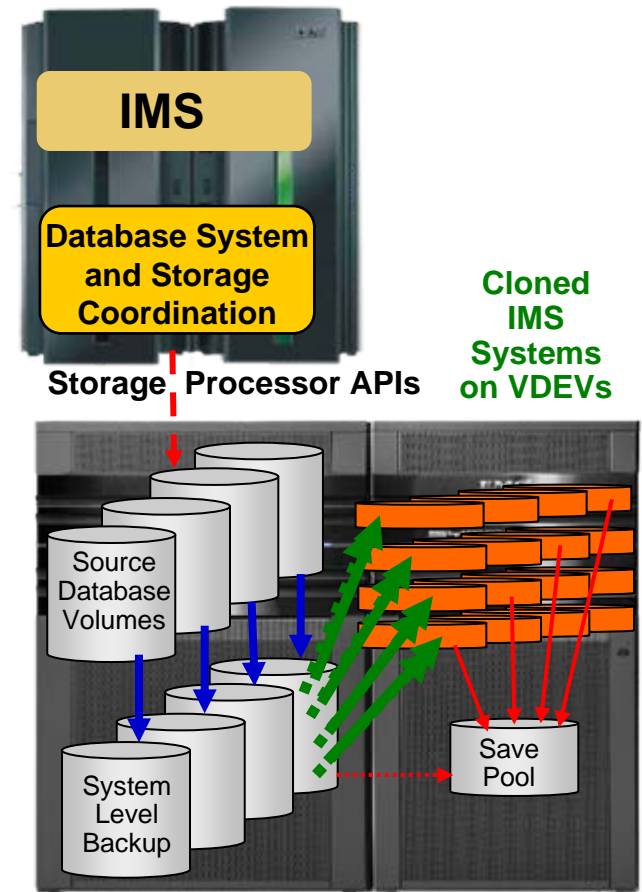 IMS
Database System
and Storage
Coordination
Cloned
IMS
Systems
on VDEVs
Storage Processor APIs
Source
Database
Volumes
System
Level
Backup
Save
Pool